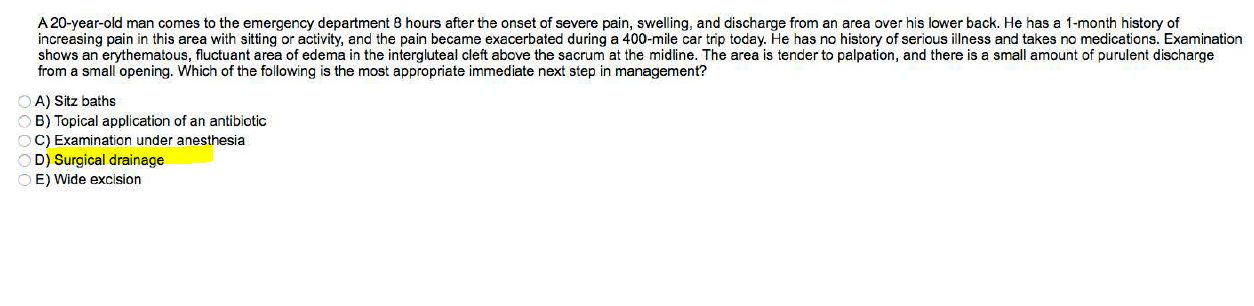 A 20-year-old man comes to the emergency department 8 hours after the onset of severe pain, swelling, and discharge from an area over his lower back. He has a 1-month history of
increasing pain in this area with sitting or activity, and the pain became exacerbated during a 400-mile car trip today. He has no history of serious illness and takes no medications. Examination
shows an erythematous, fluctuant area of edema in the intergluteal cleft above the sacrum at the midline. The area is tender to palpation, and there is a small amount of purulent discharge
from a small opening. Which of the following is the most appropriate immediate next step in management?
A) Sitz baths
B) Topical application of an antibiotic
C) Examination under anesthesia
D) Surgical drainage
E) Wide excision